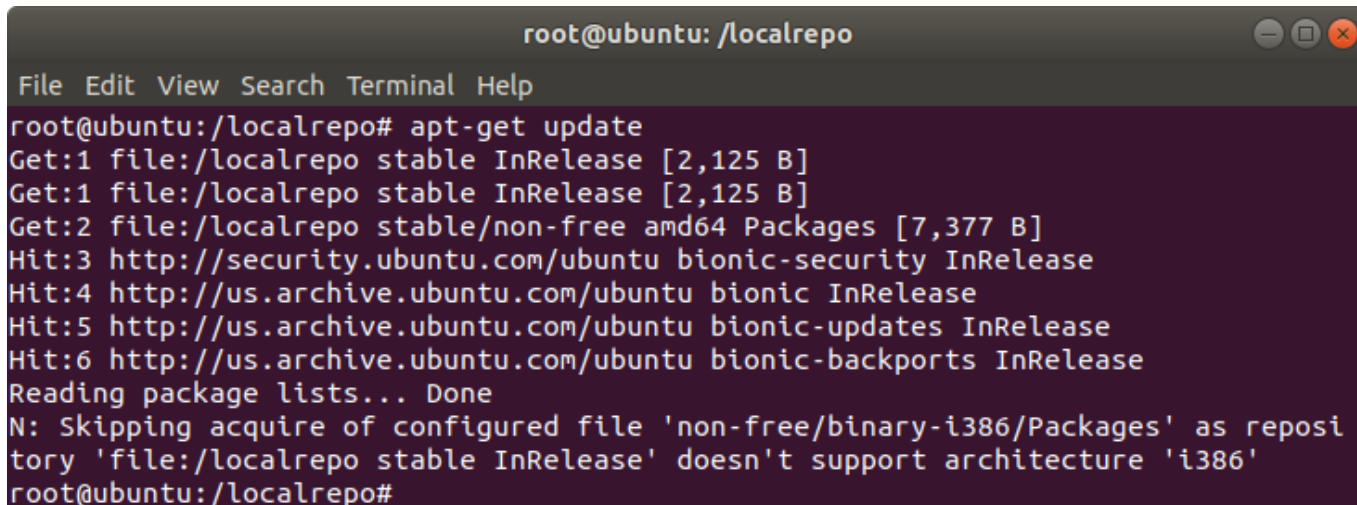 root@ubuntu: /localrepo
File Edit View Search Terminal Help
root@ubuntu:/localrepo# apt-get update
Get:1 file:/localrepo stable InRelease [2,125 B]
Get:1 file:/localrepo stable InRelease [2,125 B]
Get:2 file:/localrepo stable/non-free amd64 Packages [7,377 B]
Hit:3 http://security.ubuntu.com/ubuntu bionic-security InRelease
Hit:4 http://us.archive.ubuntu.com/ubuntu bionic InRelease
Hit:5 http://us.archive.ubuntu.com/ubuntu bionic-updates InRelease
Hit:6 http://us.archive.ubuntu.com/ubuntu bionic-backports InRelease
Reading package lists... Done
N: Skipping acquire of configured file 'non-free/binary-i386/Packages' as reposi
tory 'file:/localrepo stable InRelease' doesn't support architecture 'i386'
root@ubuntu:/localrepo#